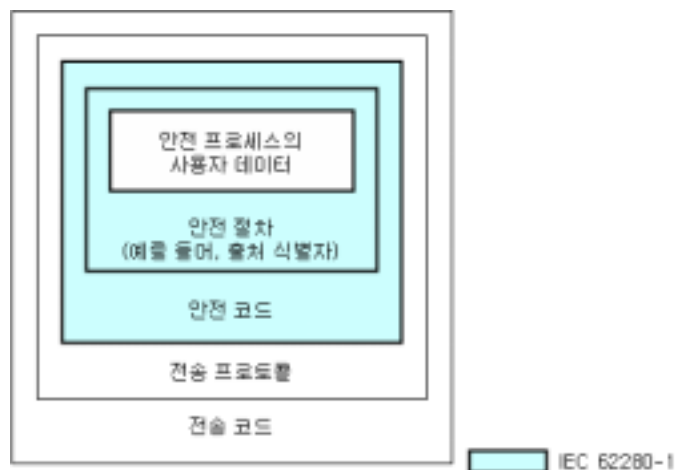 안전 프로세스의
사용자 데이터
안전 절차
(예를 들어, 출처 식별자)
안전 코드
전송 프로토콜
전송 코드
IEC 62280-1